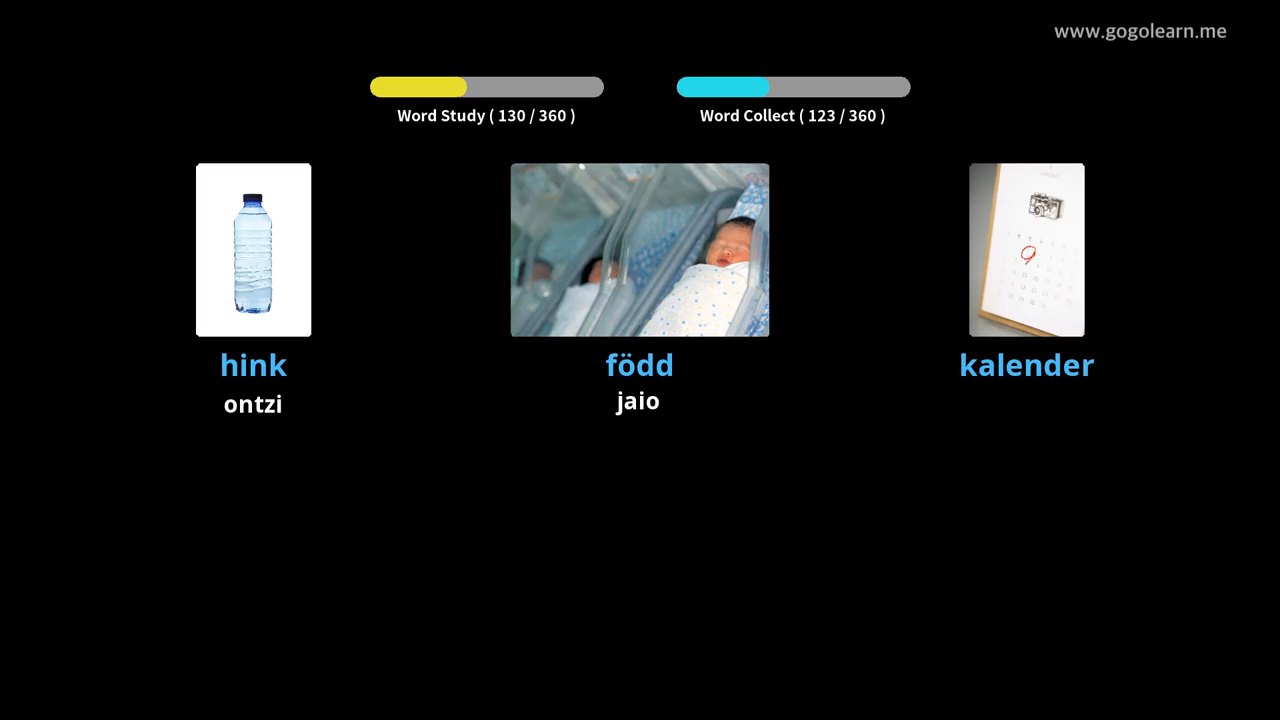 www.gogolearn.me
Word Study ( 130 / 360 )
Word Collect ( 123 / 360 )
hink
född
kalender
ontzi
jaio